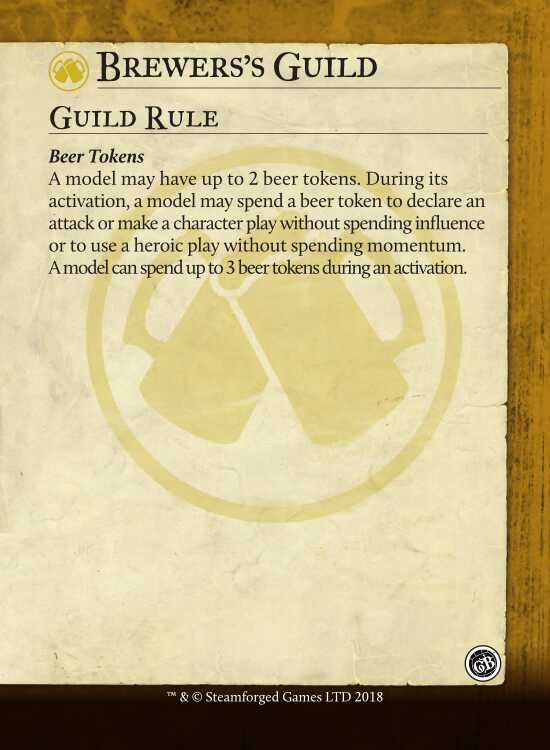 Brewers's Guild
Guild Rule
Beer Tokens
A model may have up to 2 beer tokens. During its
activation, a model may spend a beer token to declare an
attack or make a character play without spending influence
or to use a heroic play without spending momentum.
A model can spend up to 3 beer tokens during an activation.
GB
™ & © Steamforged Games LTD 2018